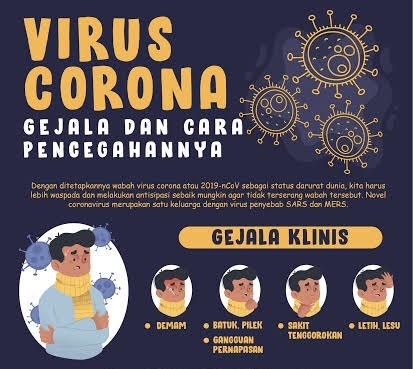 VIRUS
CORONA
GEJALA DAN CARA
PENCEGAHANNYA
Dengan ditetapkannya wabah virus corona atau 2019-nCoV sebagai status darurat dunia, kita harus
lebih waspada dan melakukan antisipasi sebaik mungkin agar tidak terserang wabah tersebut. Novel
coronavirus merupakan satu keluarga dengan virus penyebab SARS dan MERS.
GEJALA KLINIS
DEMAM
BATUK, PILEK
GANGGUAN
PERNAPASAN
SAKIT
TENGGOROKAN
LETIH, LESU